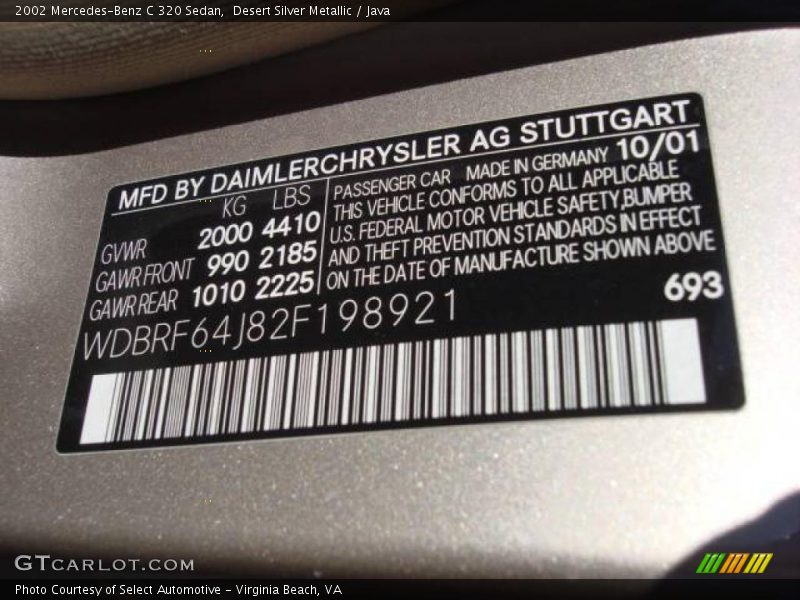 2002 Mercedes-Benz C 320 Sedan,  Desert Silver Metallic / Java
MFD BY DAIMLERCHRYSLER AG STUTTGART
KG LBS
GVWR 2000 4410
GAWR FRONT 990 2185
GAWR REAR 1010 2225
PASSENGER CAR MADE IN GERMANY 10/01
THIS VEHICLE CONFORMS TO ALL APPLICABLE
U.S. FEDERAL MOTOR VEHICLE SAFETY,BUMPER
AND THEFT PREVENTION STANDARDS IN EFFECT
ON THE DATE OF MANUFACTURE SHOWN ABOVE
693
WDBRF64J82F198921
GTCARLOT.COM
Photo Courtesy of Select Automotive - Virginia Beach, VA